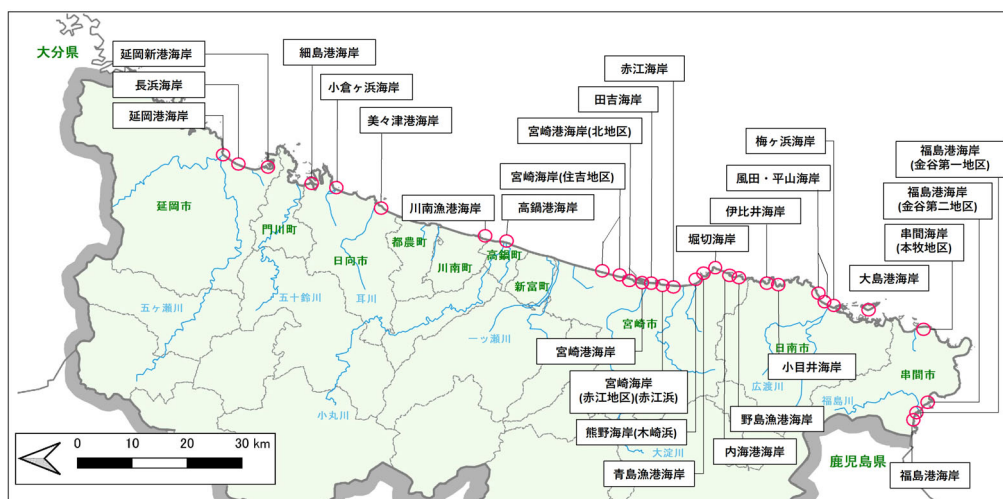 大分県
延岡新港海岸
長浜海岸
延岡港海岸
細島港海岸
小倉ヶ浜海岸
美々津港海岸
川南漁港海岸
高鍋港海岸
宮崎海岸(住吉地区)
宮崎港海岸(北地区)
田吉海岸
赤江海岸
堀切海岸
伊比井海岸
風田・平山海岸
梅ヶ浜海岸
大島港海岸
福島港海岸
(金谷第一地区)
福島港海岸
(金谷第二地区)
串間海岸
(本牧地区)
延岡市
門川町
日向市
都農町
川南町
高鍋町
新富町
宮崎市
日南市
串間市
五ヶ瀬川
五十鈴川
耳川
小丸川
一ッ瀬川
大淀川
広渡川
福島川
宮崎港海岸
宮崎海岸
(赤江地区)(赤江浜)
熊野海岸(木崎浜)
青島漁港海岸
内海港海岸
野島漁港海岸
小目井海岸
福島港海岸
鹿児島県
0 10 20 30 km